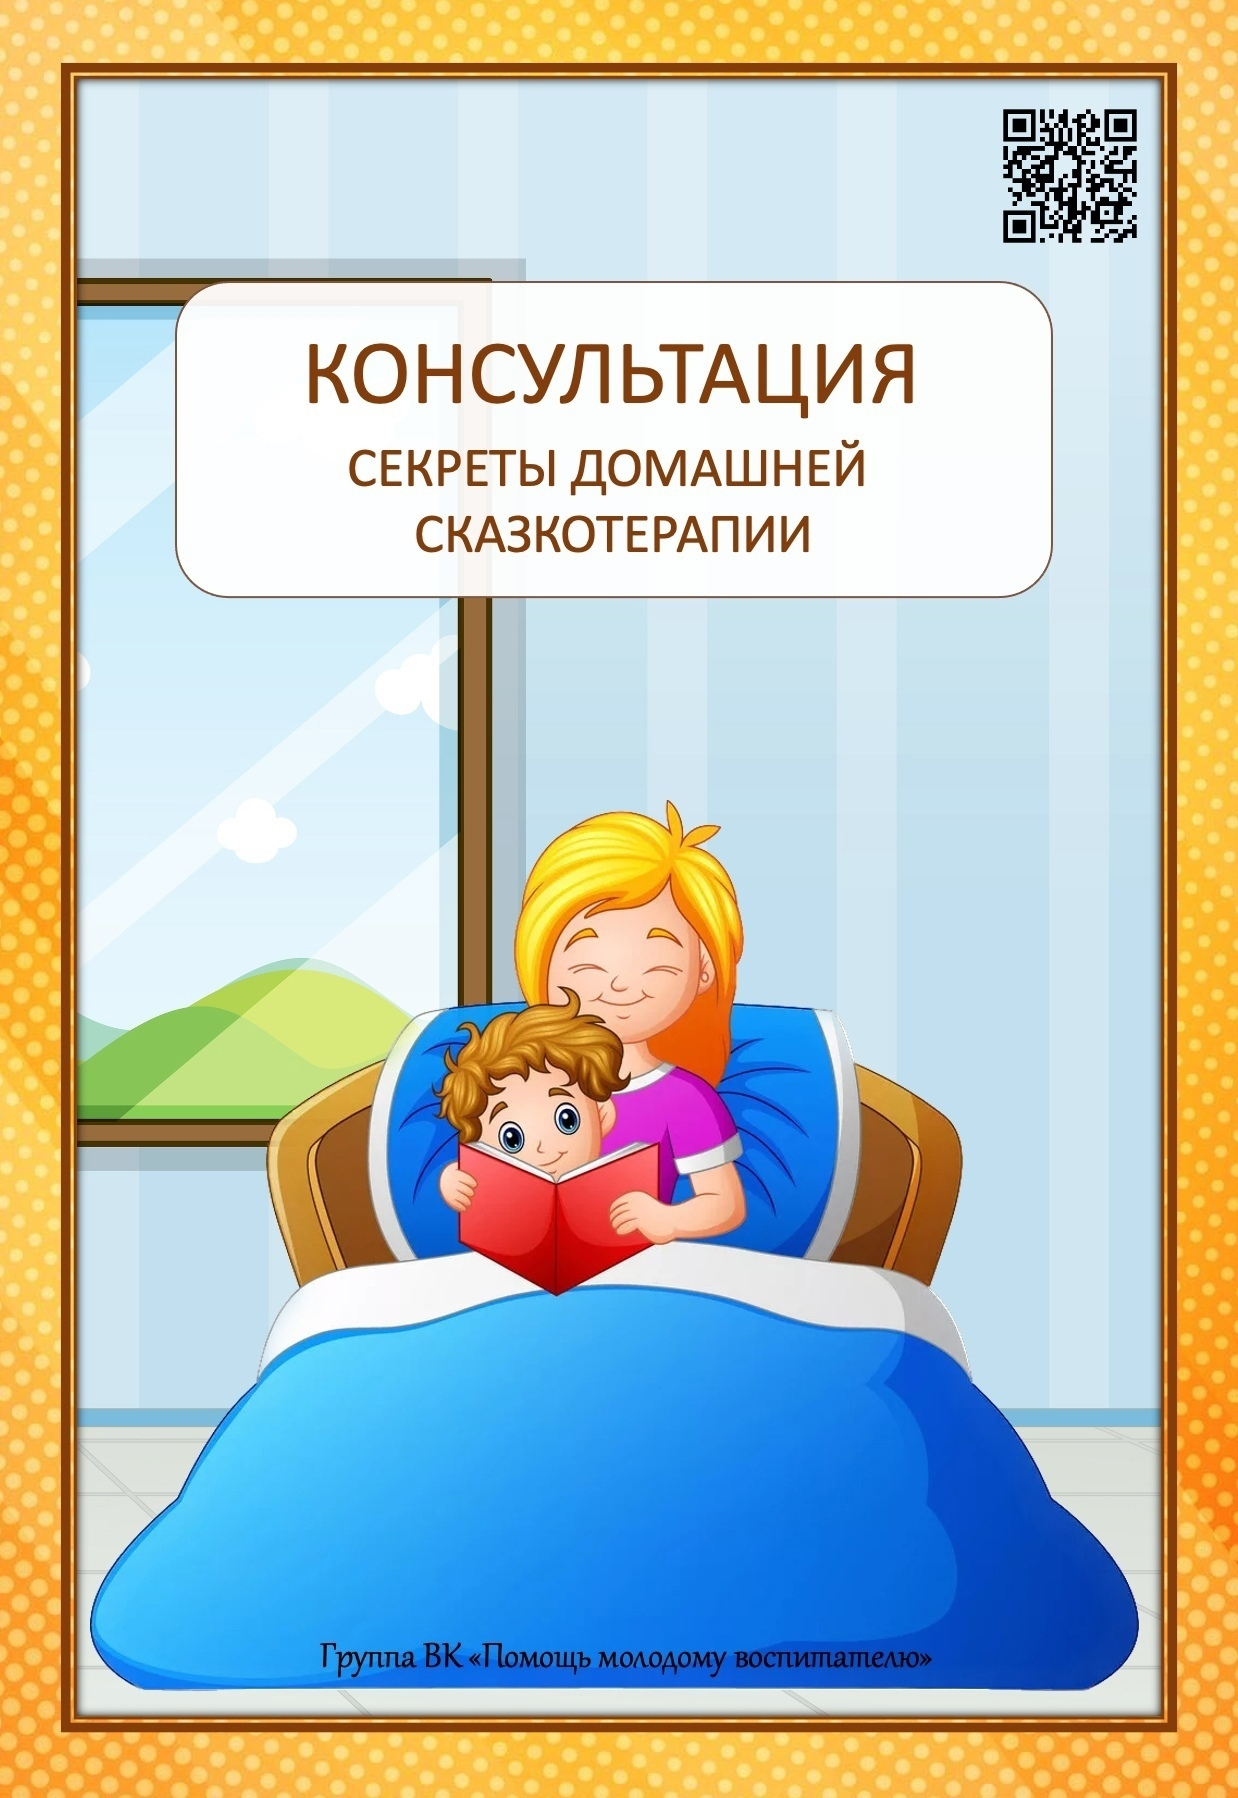 КОНСУЛЬТАЦИЯ
СЕКРЕТЫ ДОМАШНЕЙ
СКАЗКОТЕРАПИИ
Группа ВК «Помощь молодому воспитателю»